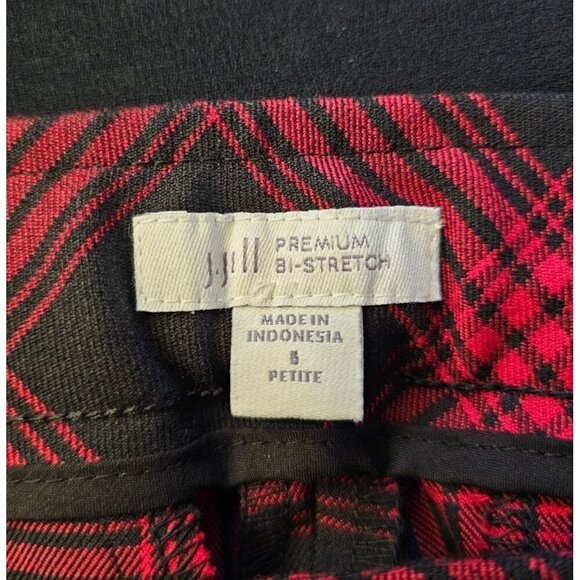 J.Jill PREMIUM
BI-STRETCH
MADE IN
INDONESIA
6
PETITE